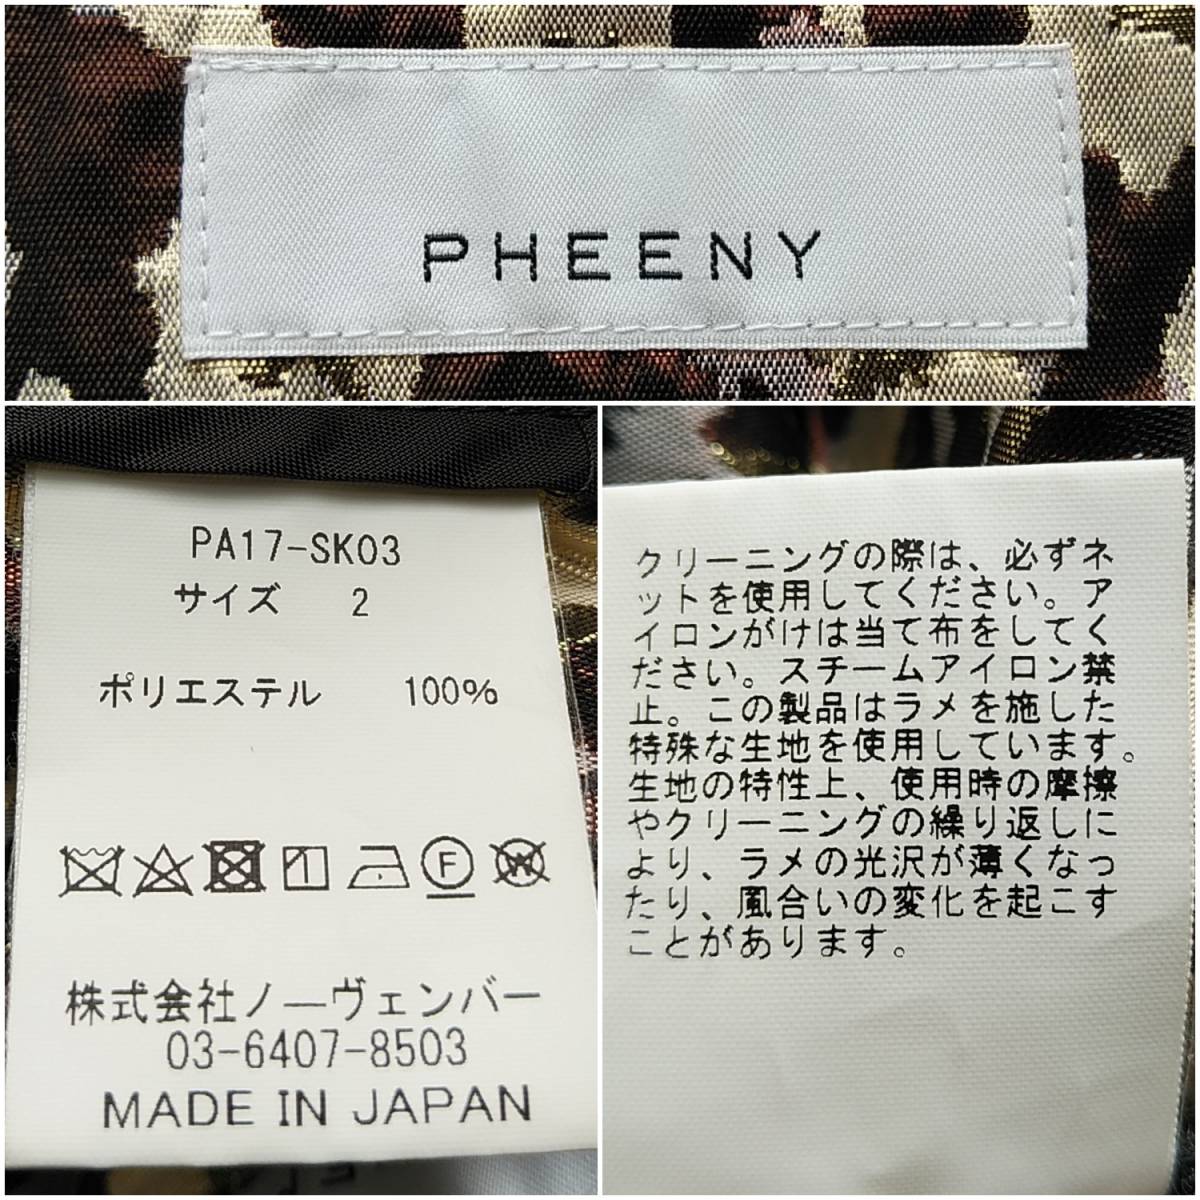 PHEENY
PA17-SK03
サイズ 2
ポリエステル 100%
F
W
株式会社ノーヴェンバー
03-6407-8503
MADE IN JAPAN
クリーニングの際は、必ずネ
ットを使用してください。ア
イロンがけは当て布をしてく
ださい。スチームアイロン禁
止。この製品はラメを施した
特殊な生地を使用しています。
生地の特性上、使用時の摩擦
やクリーニングの繰り返しに
より、ラメの光沢が薄くなっ
たり、風合いの変化を起こす
ことがあります。